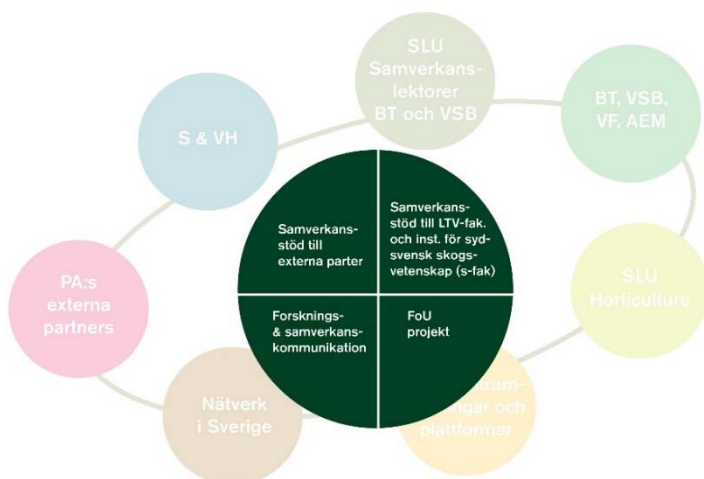 SLU
Samverkans-
lektorer
BT och VSB
BT, VSB,
VF, AEM
S & VH
Samverkans-
stöd till
externa parter
Samverkans-
stöd till LTV-fak.
och inst. för syd-
svensk skogs-
vetenskap (s-fak)
PA:s
externa
partners
SLU
Horticulture
Forsknings-
& samverkans-
kommunikation
FoU
projekt
Nätverk
i Sverige
och
plattformar